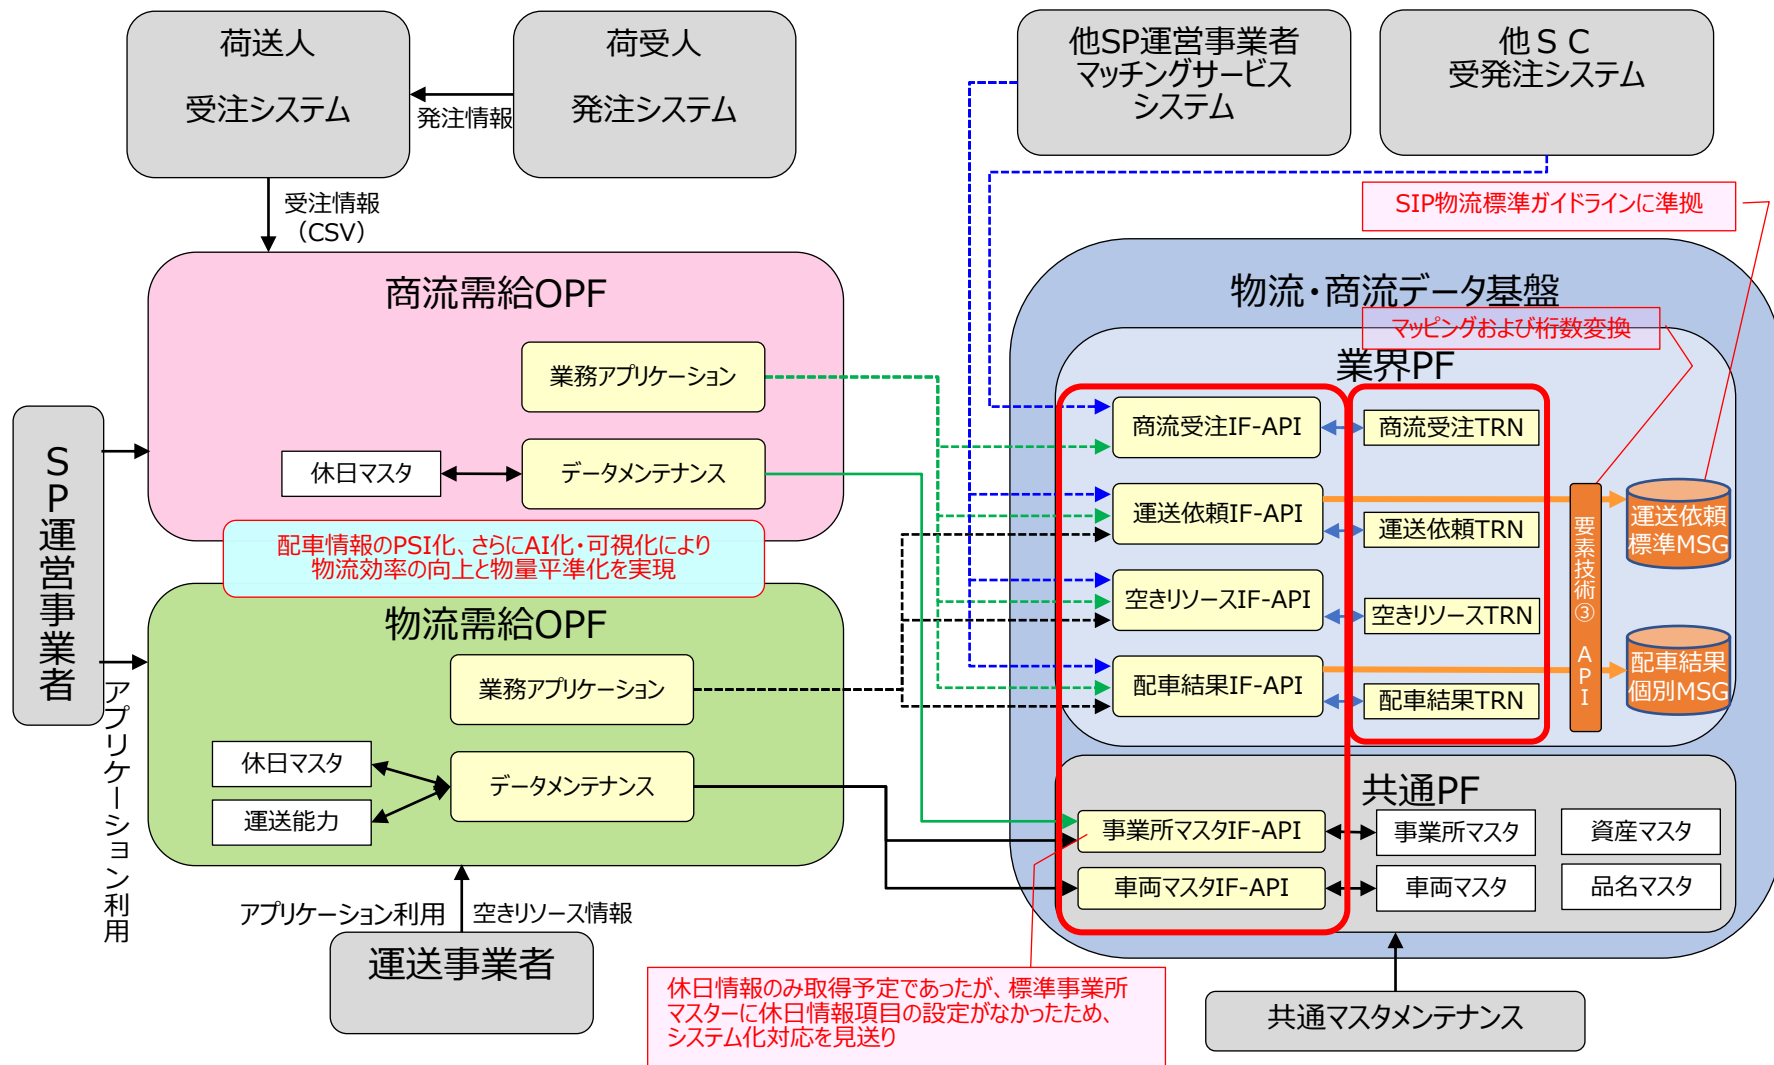 荷送人
受注システム
荷受人
発注システム
発注情報
他SP運営事業者
マッチングサービス
システム
他ＳＣ
受発注システム
受注情報
（CSV）
SIP物流標準ガイドラインに準拠
商流需給OPF
業務アプリケーション
休日マスタ
データメンテナンス
配車情報のPSI化、さらにAI化・可視化により
物流効率の向上と物量平準化を実現
SP運営事業者
アプリケーション利用
物流需給OPF
業務アプリケーション
休日マスタ
運送能力
データメンテナンス
アプリケーション利用
空きリソース情報
運送事業者
物流・商流データ基盤
マッピングおよび桁数変換
業界PF
商流受注IF-API
商流受注TRN
運送依頼IF-API
運送依頼TRN
空きリソースIF-API
空きリソースTRN
配車結果IF-API
配車結果TRN
要素技術③ API
運送依頼
標準MSG
配車結果
個別MSG
共通PF
事業所マスタIF-API
事業所マスタ
資産マスタ
車両マスタIF-API
車両マスタ
品名マスタ
休日情報のみ取得予定であったが、標準事業所
マスターに休日情報項目の設定がなかったため、
システム化対応を見送り
共通マスタメンテナンス